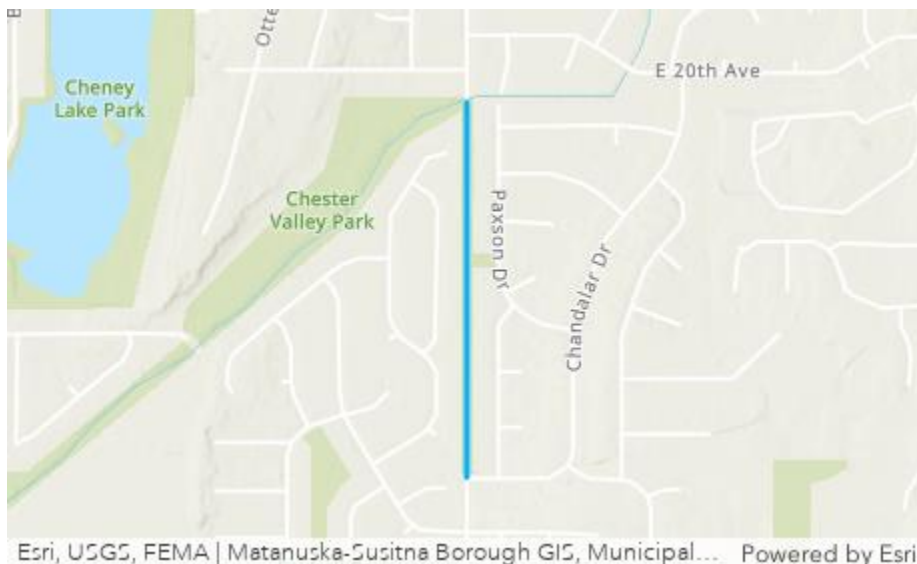 Otte
E 20th Ave
Cheney
Lake Park
Chester
Valley Park
Paxson Dr
Chandalar Dr
Esri, USGS, FEMA | Matanuska-Susitna Borough GIS, Municipal... Powered by Esri